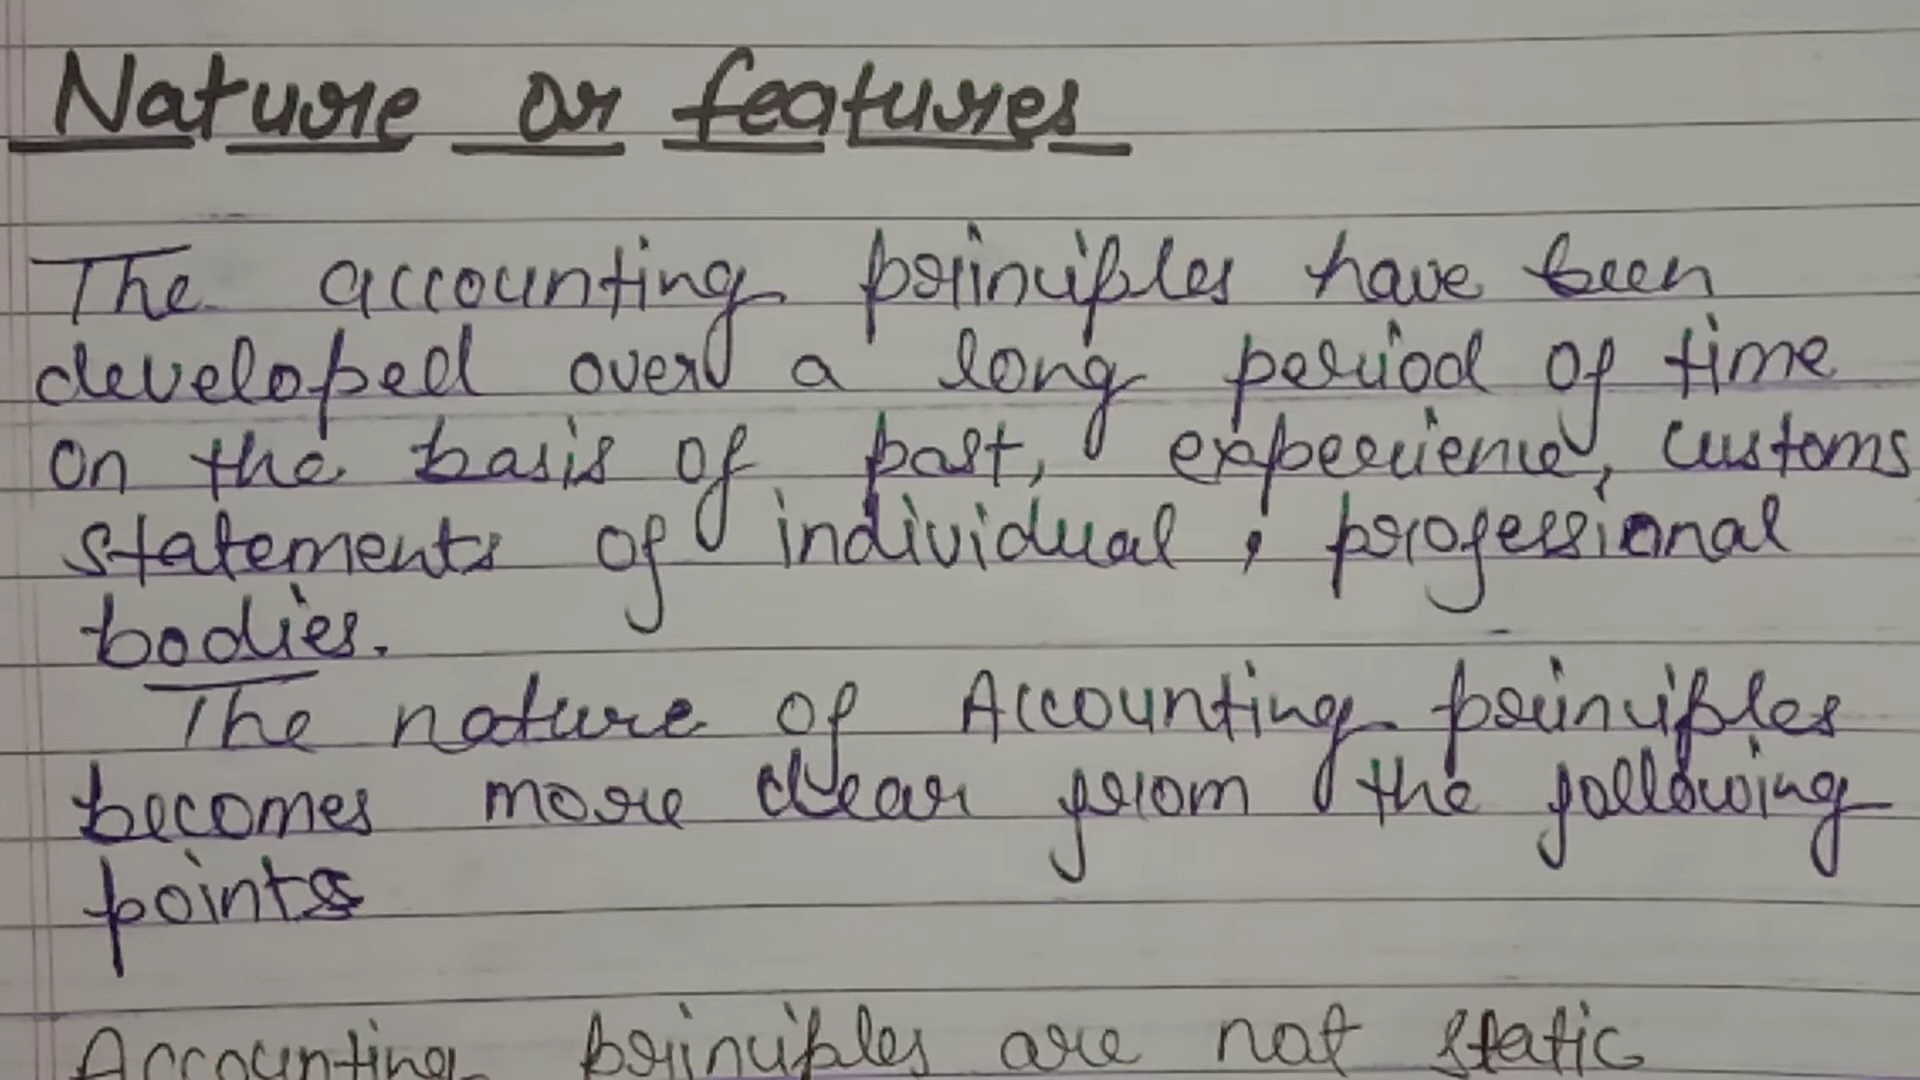 Nature or features
The accounting principles have been
developed over a long period of time
on the basis of past, experience, customs
statements of individual, professional
bodies.
The nature of Accounting principles
becomes more clear from the following
points
Accounting principles are not static